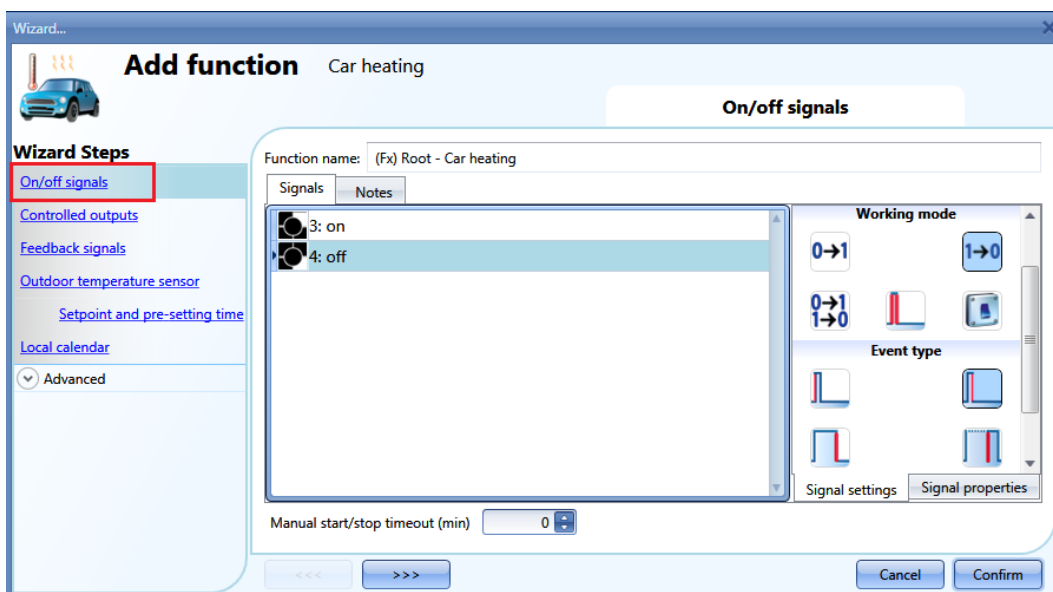 Wizard...
Add function Car heating
On/off signals
Wizard Steps
On/off signals
Controlled outputs
Feedback signals
Outdoor temperature sensor
Setpoint and pre-setting time
Local calendar
Advanced
Function name: (Fx) Root - Car heating
Signals Notes
3: on
4: off
Working mode
0→1 1→0
0→1
1→0
Event type
Signal settings Signal properties
Manual start/stop timeout (min) 0
<<< >>> Cancel Confirm